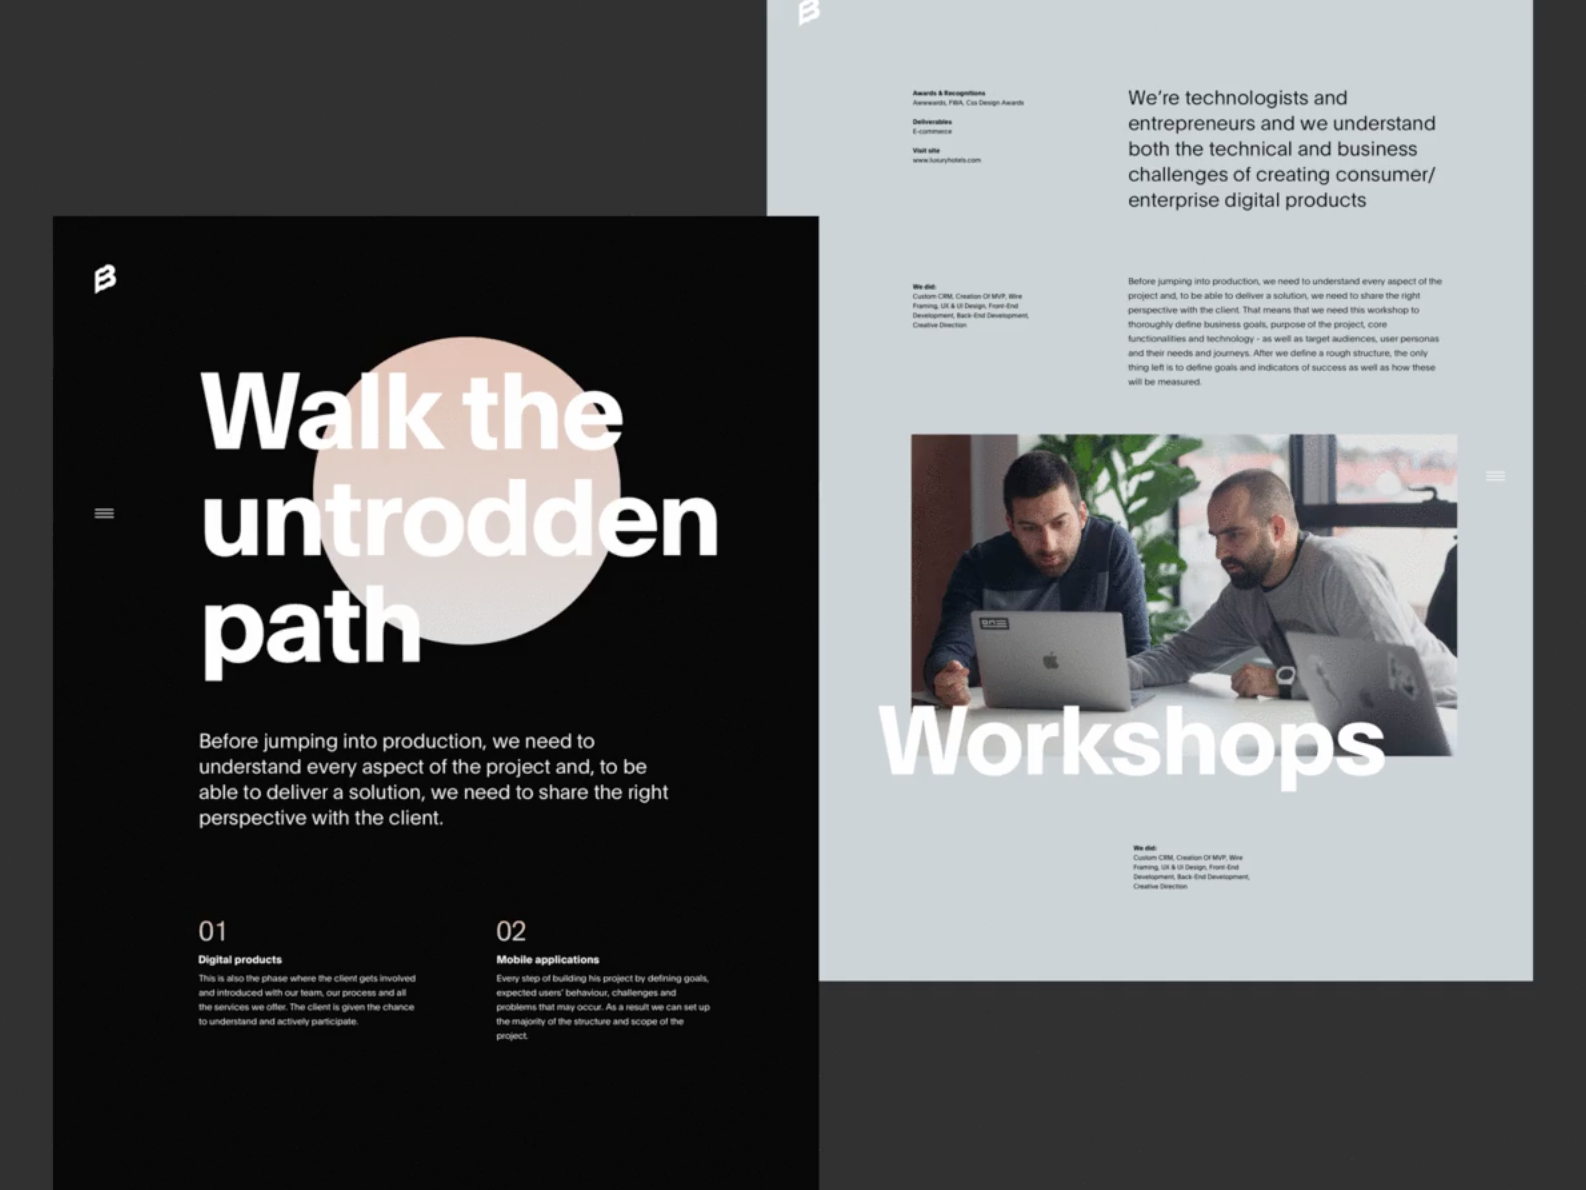 Walk the
untrodden
path
Before jumping into production, we need to
understand every aspect of the project and, to be
able to deliver a solution, we need to share the right
perspective with the client.
01
Digital products
This is also the phase where the client gets involved
and introduced with our team, our process and all
the services we offer. The client is given the chance
to understand and actively participate.
02
Mobile applications
Every step of building his project by defining goals,
expected users' behaviour, challenges and
problems that may occur. As a result we can set up
the majority of the structure and scope of the
project.
Awards & Recognitions
Awwwards, FWA, Css Design Awards
Deliverables
E-commerce
Visit site
www.luxuryhotels.com
We're technologists and
entrepreneurs and we understand
both the technical and business
challenges of creating consumer/
enterprise digital products
We did:
Custom CRM, Creation Of MVP, Wire
Framing, UX & UI Design, Front-End
Development, Back-End Development,
Creative Direction
Before jumping into production, we need to understand every aspect of the
project and, to be able to deliver a solution, we need to share the right
perspective with the client. That means that we need this workshop to
thoroughly define business goals, purpose of the project, core
functionalities and technology - as well as target audiences, user personas
and their needs and journeys. After we define a rough structure, the only
thing left is to define goals and indicators of success as well as how these
will be measured.
Workshops
We did:
Custom CRM, Creation Of MVP, Wire
Framing, UX & UI Design, Front-End
Development, Back-End Development,
Creative Direction